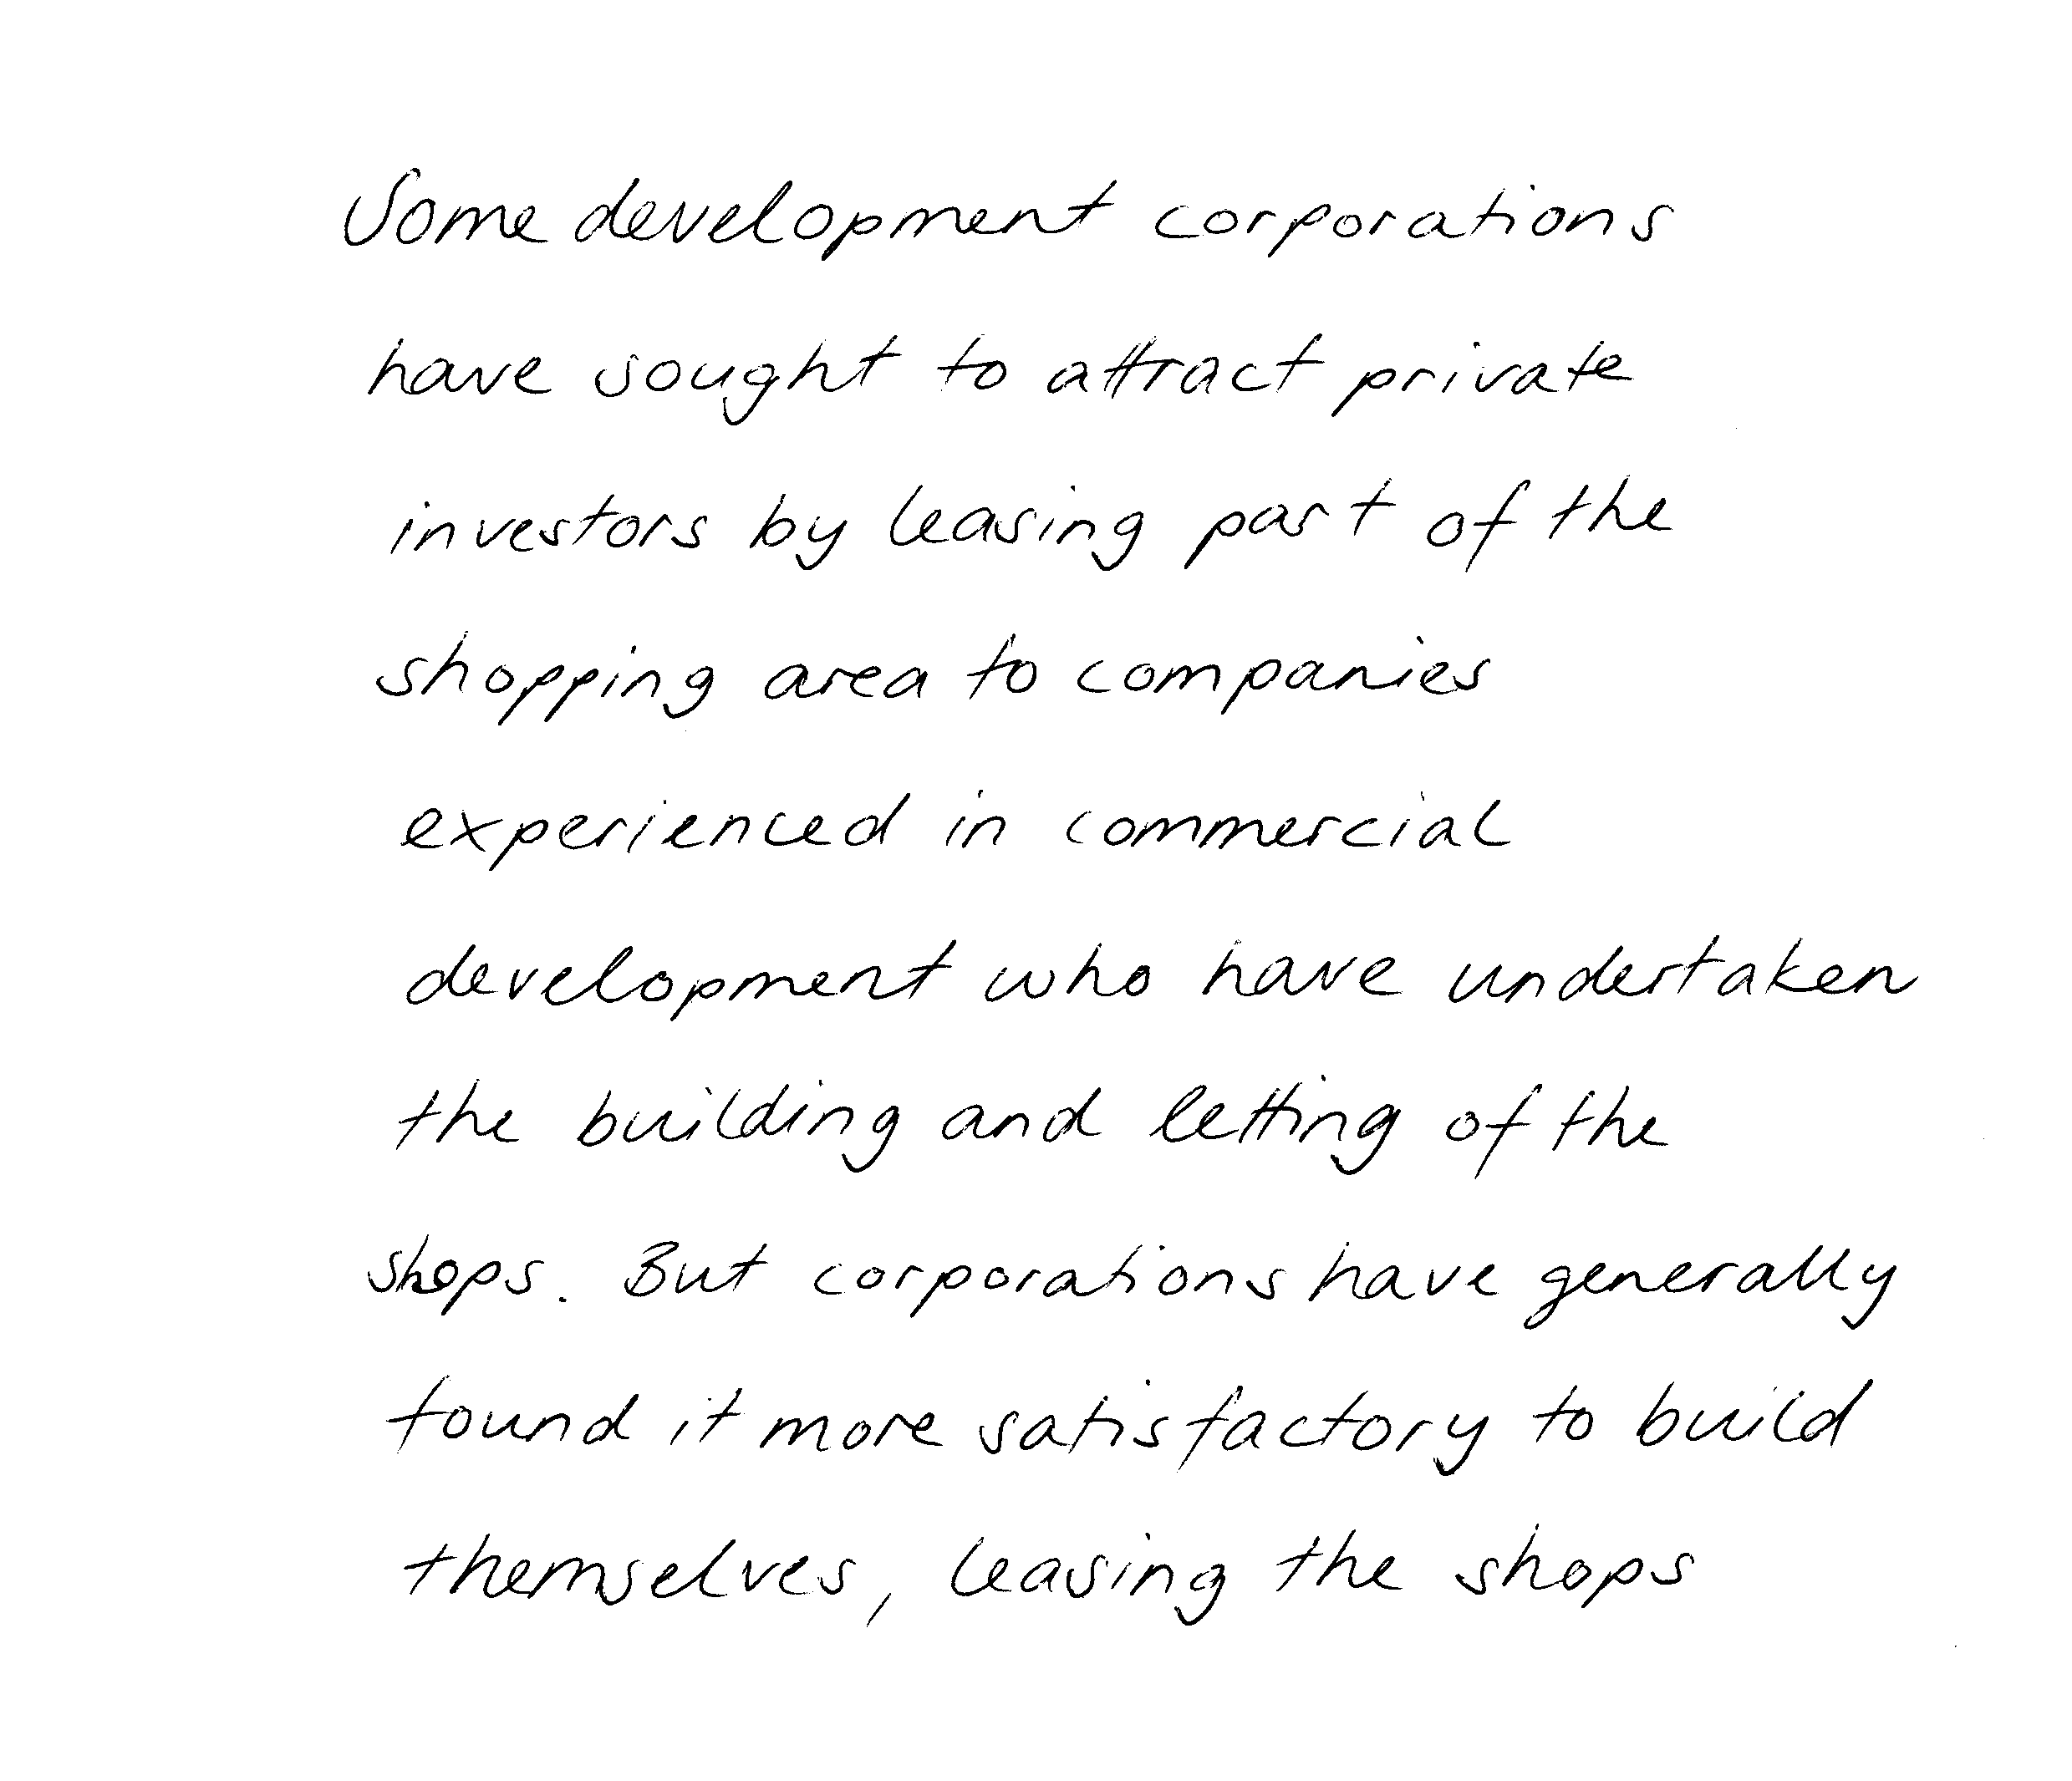 Some development corporations
have sought to attract private
investors by leasing part of the
shopping area to companies
experienced in commercial
development who have undertaken
the building and letting of the
shops. But corporations have generally
found it more satisfactory to build
themselves, leasing the shops